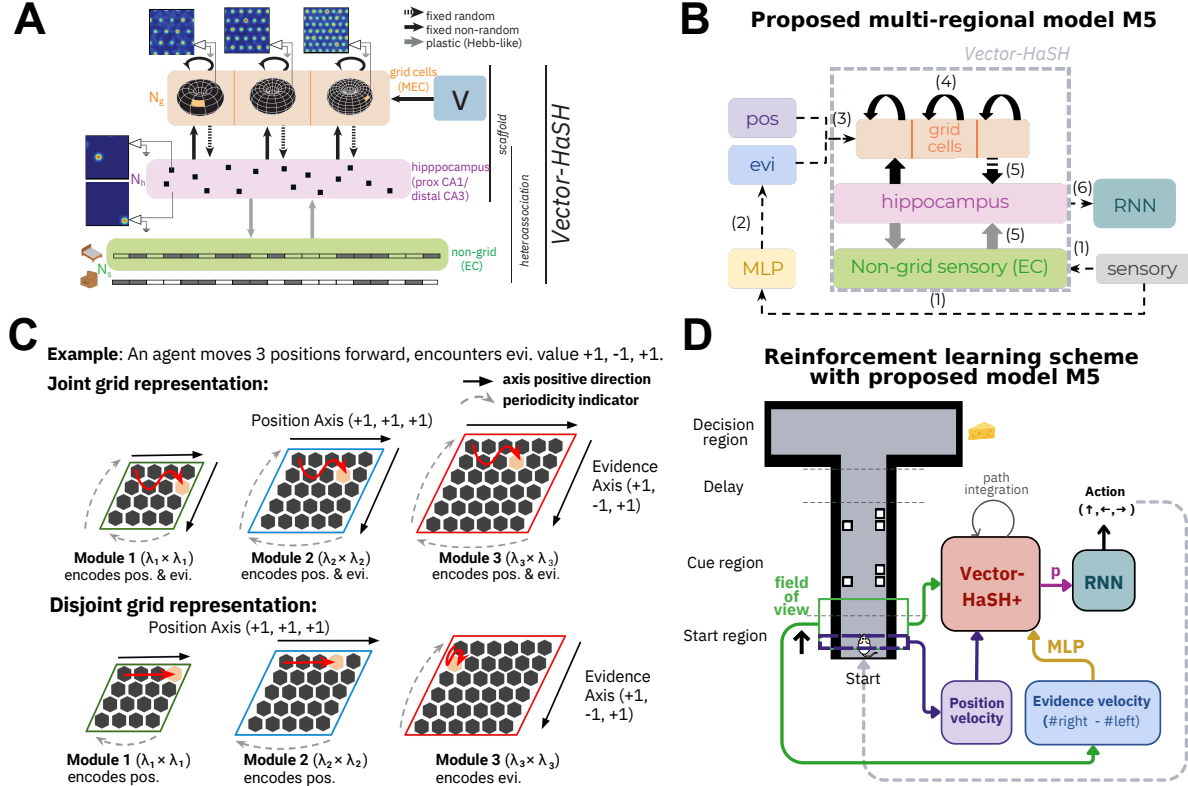 A
fixed random
fixed non-random
plastic (Hebb-like)
grid cells
(MEC)
N_g
V
scaffold
Vector-HaSH
N_h
hipppocampus
(prox CA1/
distal CA3)
heteroassociation
non-grid
(EC)
N_s
B
Proposed multi-regional model M5
Vector-HaSH
pos
evi
(3)
(4)
grid
cells
(5)
hippocampus
(6)
RNN
(2)
(5)
(1)
MLP
Non-grid sensory (EC)
sensory
(1)
C
Example: An agent moves 3 positions forward, encounters evi. value +1, -1, +1.
Joint grid representation:
axis positive direction
periodicity indicator
Position Axis (+1, +1, +1)
Evidence
Axis (+1,
-1, +1)
Module 1 (λ₁× λ₁)
encodes pos. & evi.
Module 2 (λ₂× λ₂)
encodes pos. & evi.
Module 3 (λ₃× λ₃)
encodes pos. & evi.
Disjoint grid representation:
Position Axis (+1, +1, +1)
Evidence
Axis (+1,
-1, +1)
Module 1 (λ₁× λ₁)
encodes pos.
Module 2 (λ₂× λ₂)
encodes pos.
Module 3 (λ₃× λ₃)
encodes evi.
D
Reinforcement learning scheme
with proposed model M5
Decision
region
Delay
Cue region
Start region
field
of
view
Start
path
integration
Action
(↑,←,→)
Vector-
HaSH+
p
RNN
MLP
Position
velocity
Evidence velocity
(#right - #left)